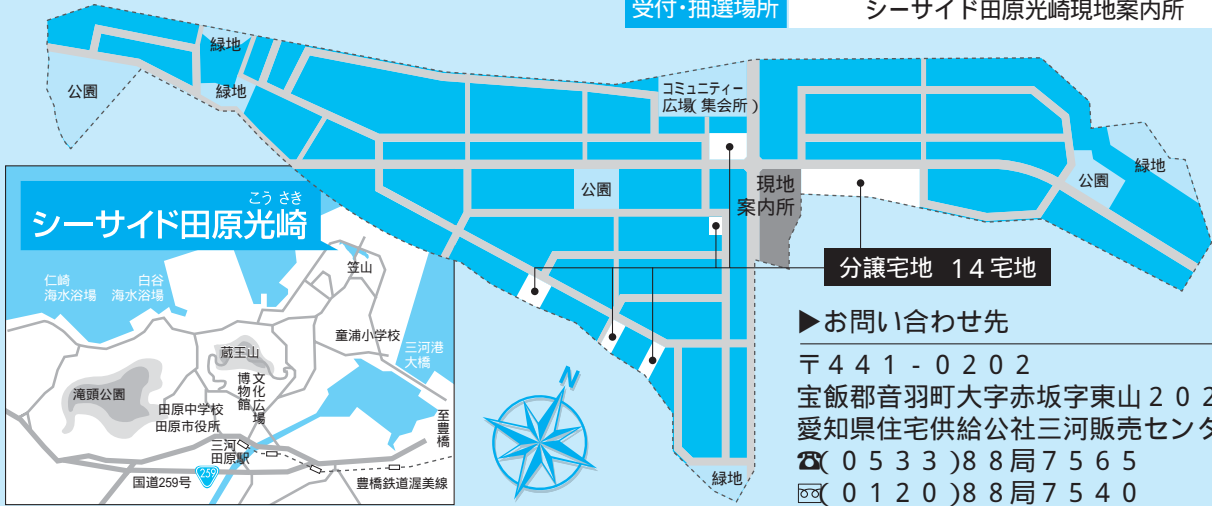 受付・抽選場所
シーサイド田原光崎現地案内所
緑地
公園
緑地
コミュニティー
広場(集会所)
公園
現地
案内所
公園
緑地
緑地
分譲宅地 14宅地
こうさき
シーサイド田原光崎
仁崎
海水浴場
白谷
海水浴場
笠山
童浦小学校
三河港
大橋
蔵王山
滝頭公園
文化広場
博物館
田原中学校
田原市役所
三河
田原駅
至豊橋
国道259号
259
豊橋鉄道渥美線
N
▶お問い合わせ先
〒441-0202
宝飯郡音羽町大字赤坂字東山202
愛知県住宅供給公社三河販売センタ
☎(0533)88局7565
(0120)88局7540